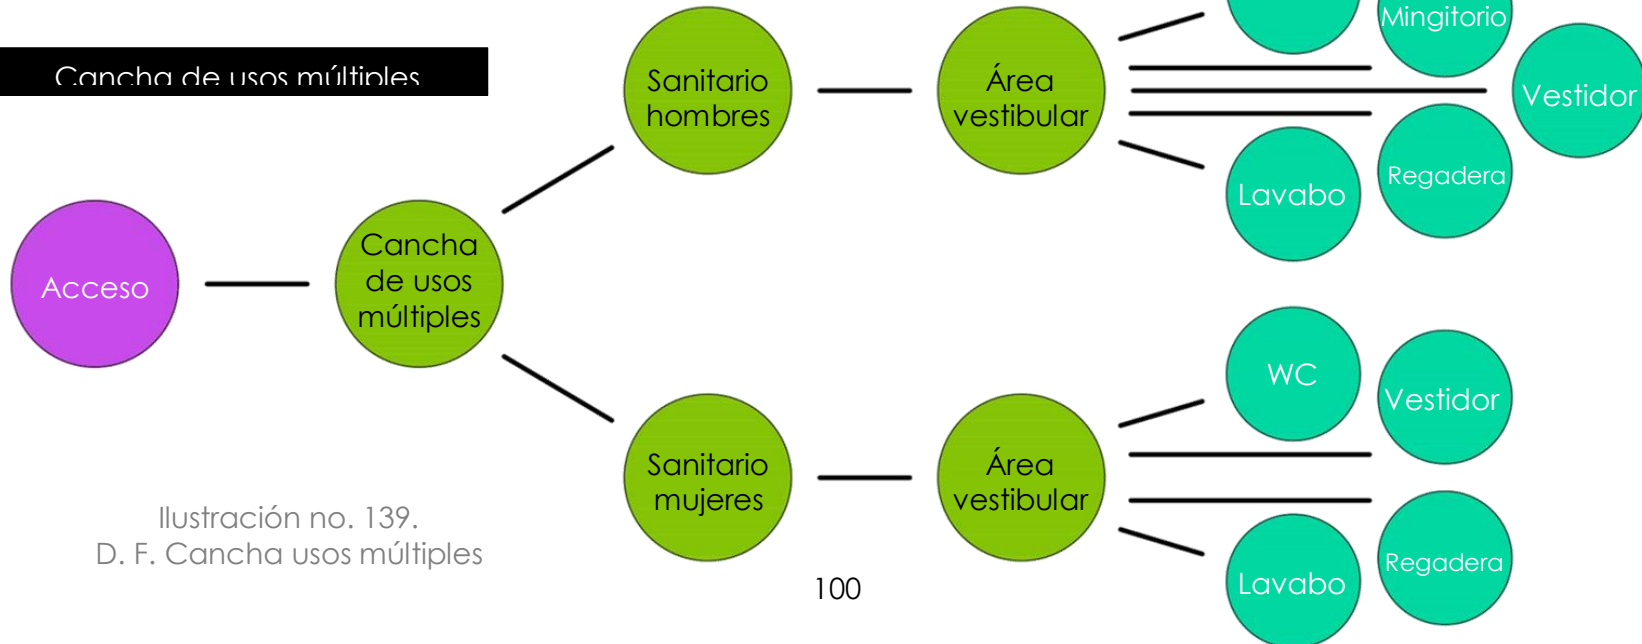 Cancha de usos múltiples
Acceso
Cancha
de usos
múltiples
Sanitario
hombres
Área
vestibular
Mingitorio
Vestidor
Regadera
Lavabo
Sanitario
mujeres
Área
vestibular
WC
Vestidor
Regadera
Lavabo
Ilustración no. 139.
D. F. Cancha usos múltiples
100